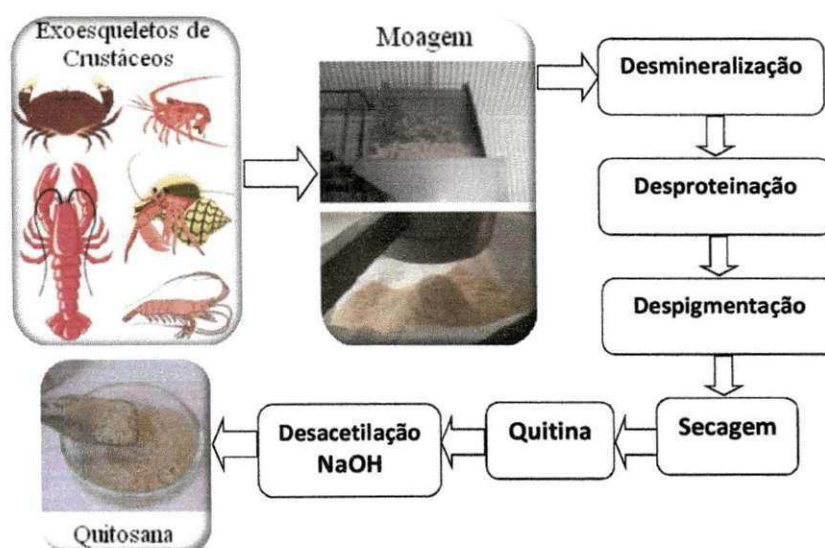 Exoesqueletos de
Crustáceos
Moagem
Desmineralização
Desproteinação
Despigmentação
Secagem
Quitina
Desacetilação
NaOH
Quitosana